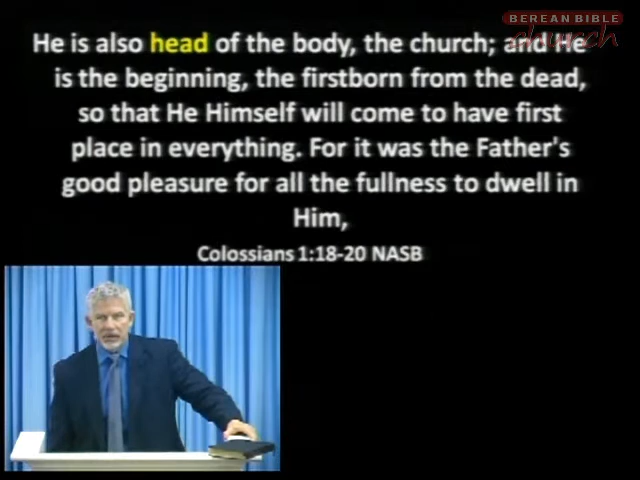 BEREAN BIBLE
church
He is also head of the body, the church; and He
is the beginning, the firstborn from the dead,
so that He Himself will come to have first
place in everything. For it was the Father's
good pleasure for all the fullness to dwell in
Him,
Colossians 1:18-20 NASB